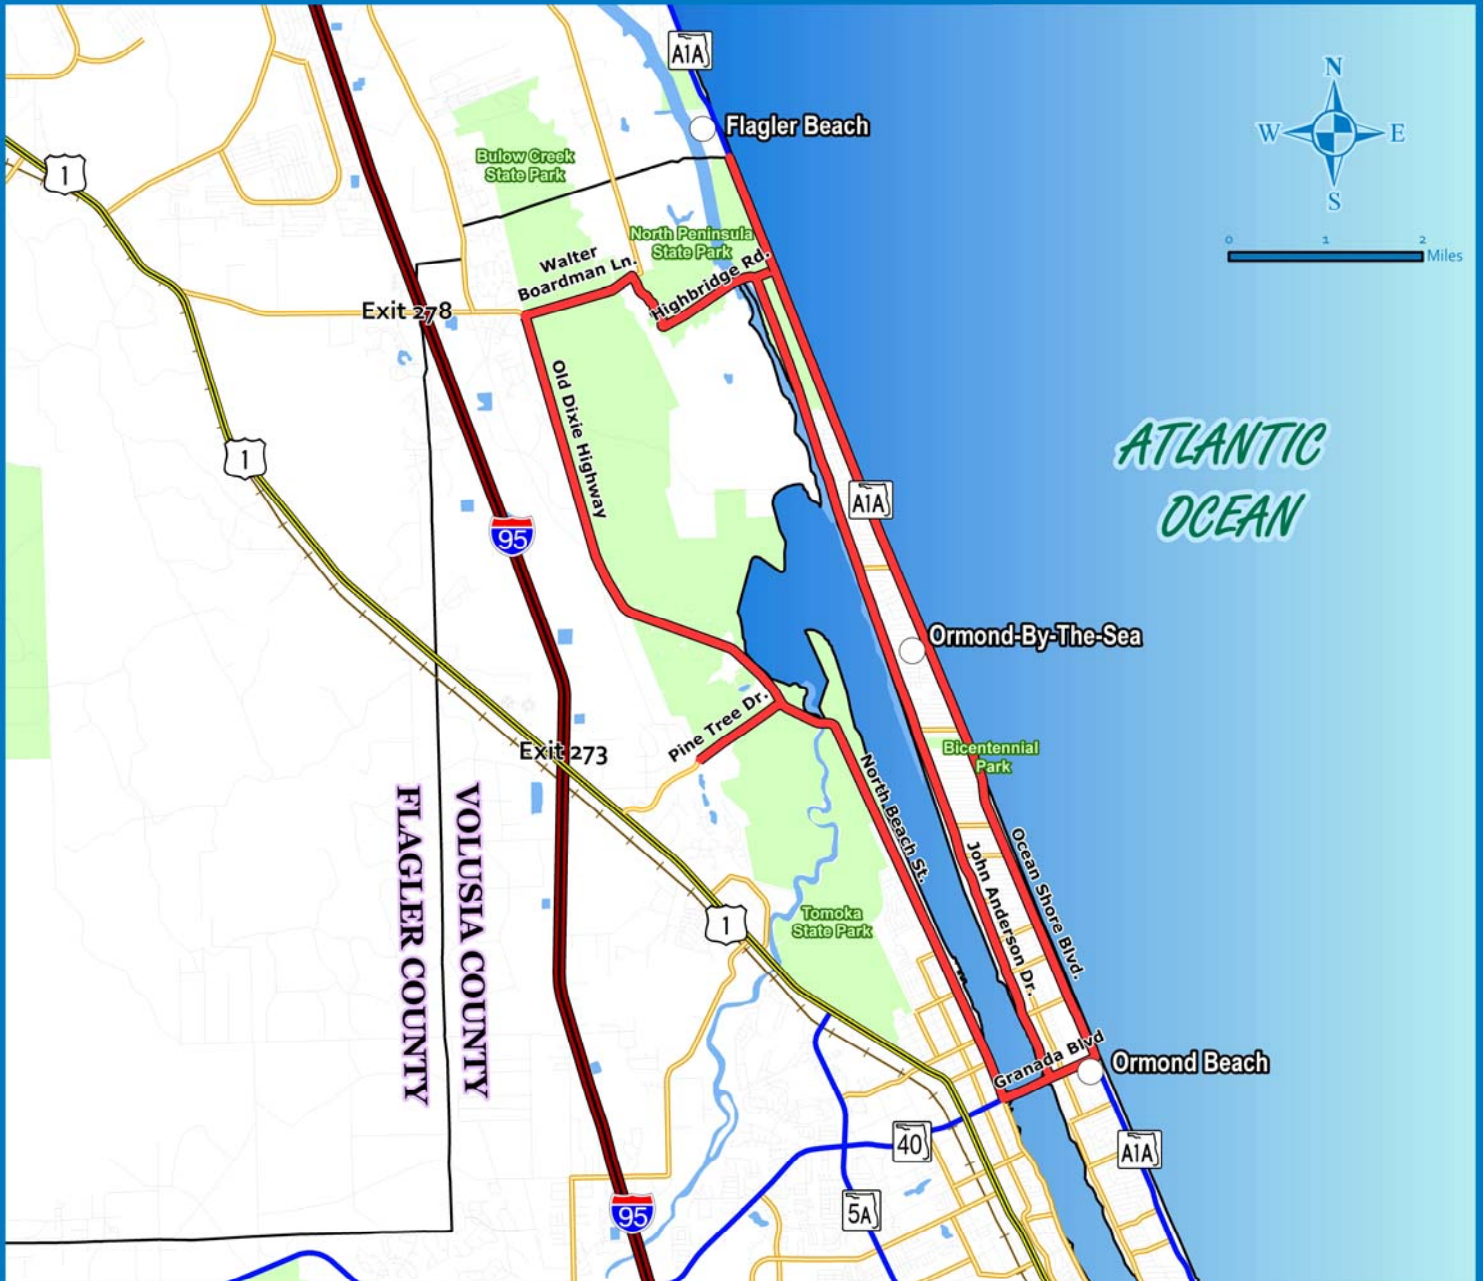 A1A
N
W
E
S
Flagler Beach
Bulow Creek
State Park
1
North Peninsula
State Park
0 1 2
Miles
Walter
Boardman Ln.
Highbridge Rd.
Exit 278
Old Dixie Highway
ATLANTIC
OCEAN
1
A1A
95
Ormond-By-The-Sea
Pine Tree Dr.
Exit 273
Bicentennial
Park
North Beach St.
FLAGLER COUNTY
VOLUSIA COUNTY
John Anderson Dr.
Ocean Shore Blvd.
1
Tomoka
State Park
Granada Blvd
Ormond Beach
40
A1A
95
5A